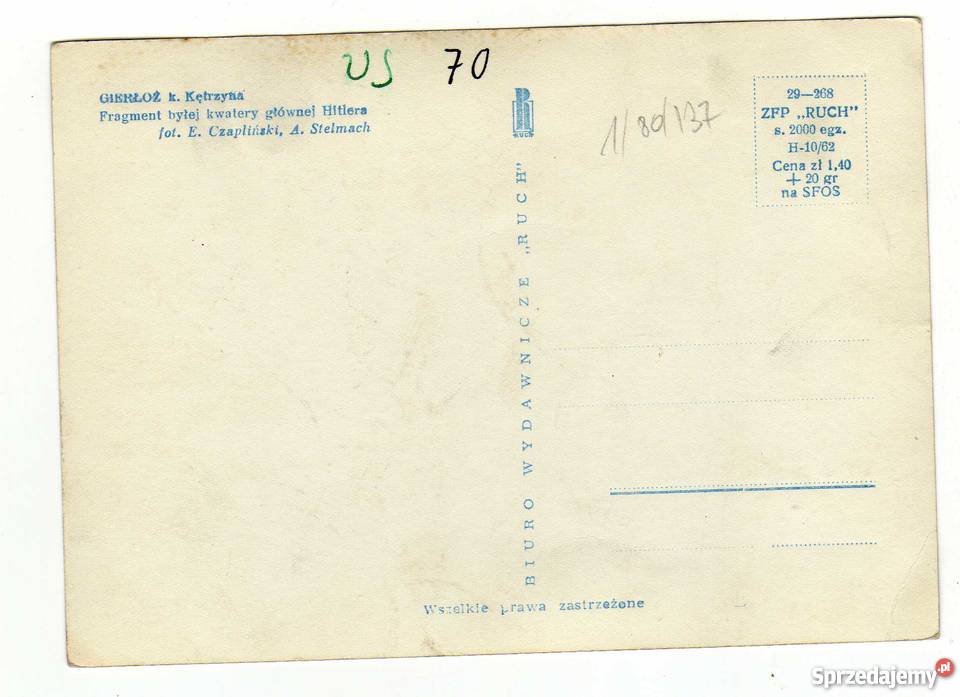 US 70
GIERŁOŻ k. Kętrzyna
Fragment byłej kwatery głównej Hitlera
fot. E. Czapliński, A. Stelmach
RUCH
1/80/137
29—268
ZFP „RUCH”
s. 2000 egz.
H-10/62
Cena zł 1,40
+ 20 gr
na SFOS
BIURO WYDAWNICZE „RUCH”
Wszelkie prawa zastrzeżone
Sprzedajemy.pl